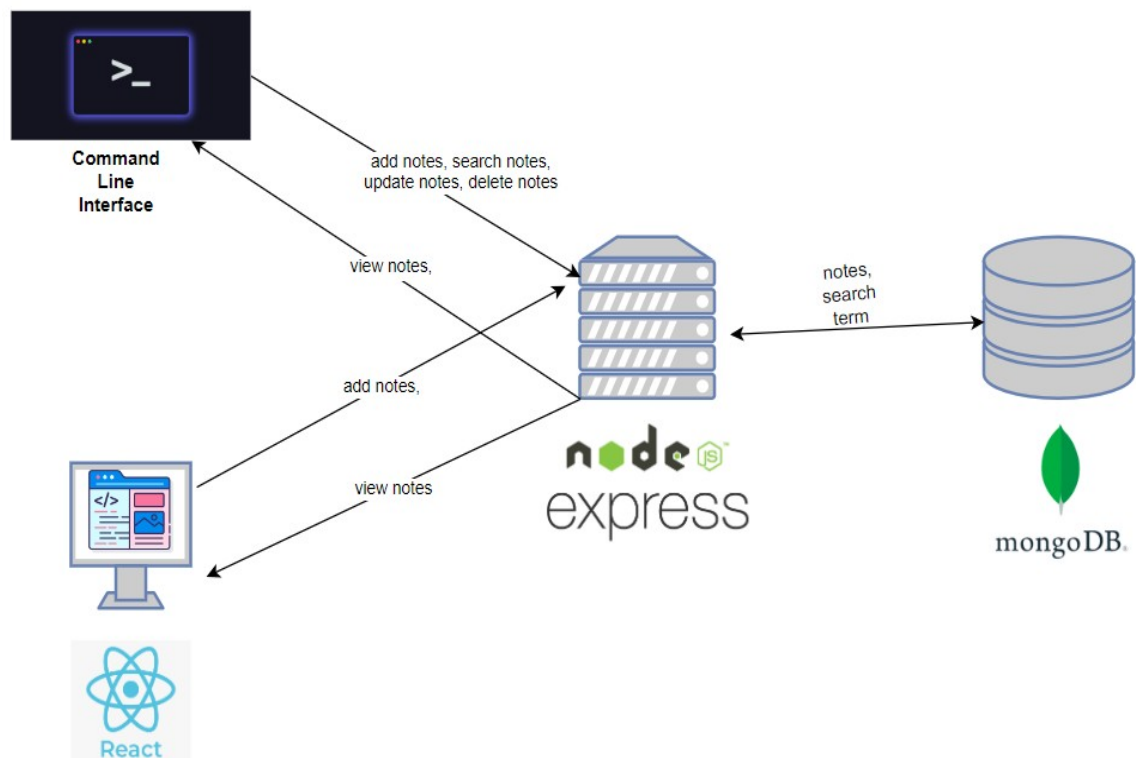 >_
Command
Line
Interface
add notes, search notes,
update notes, delete notes
view notes,
notes,
search
term
add notes,
</>
view notes
node
JS
express
mongoDB.
React